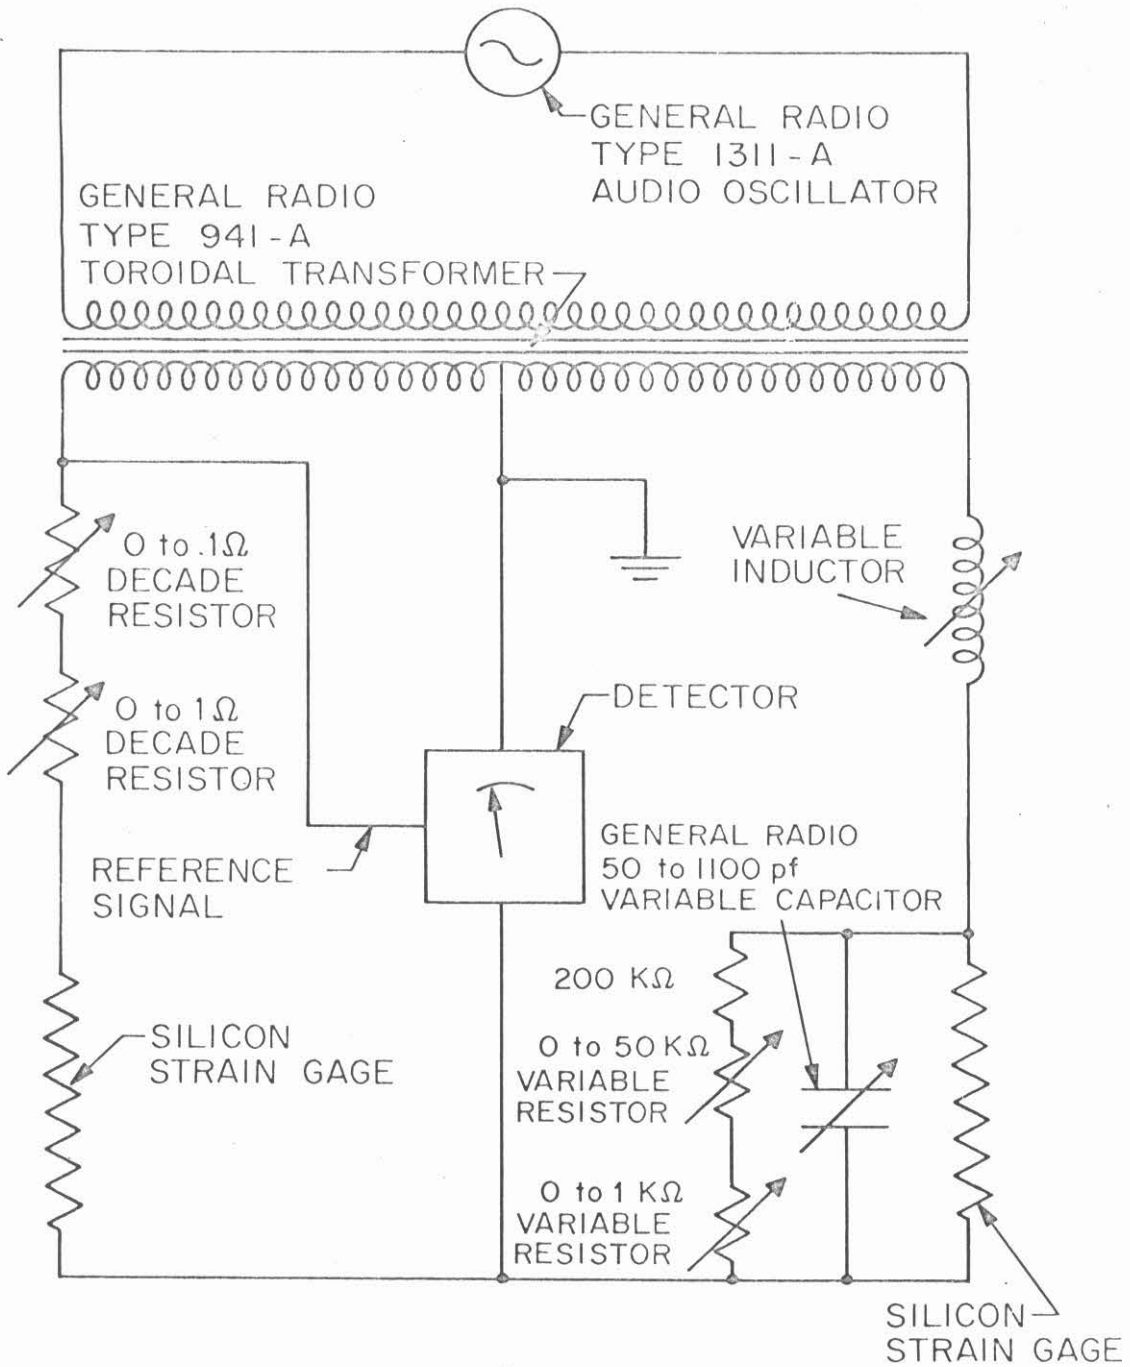 GENERAL RADIO
TYPE 1311-A
AUDIO OSCILLATOR
GENERAL RADIO
TYPE 941-A
TOROIDAL TRANSFORMER
0 to .1Ω
DECADE
RESISTOR
VARIABLE
INDUCTOR
0 to 1Ω
DECADE
RESISTOR
DETECTOR
REFERENCE
SIGNAL
GENERAL RADIO
50 to 1100 pf
VARIABLE CAPACITOR
200 KΩ
SILICON
STRAIN GAGE
0 to 50 KΩ
VARIABLE
RESISTOR
0 to 1 KΩ
VARIABLE
RESISTOR
SILICON
STRAIN GAGE